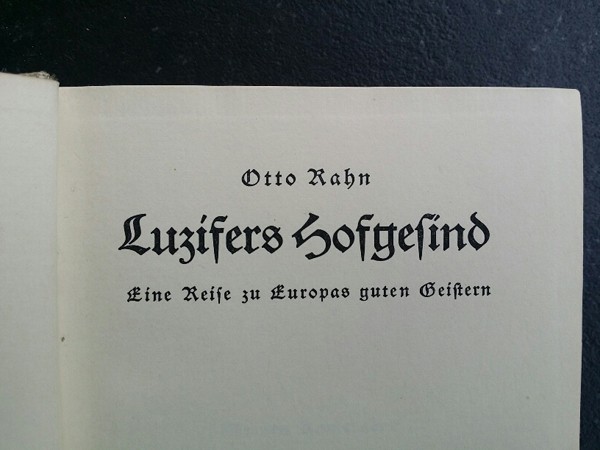 Otto Rahn
Luzifers Hofgesind
Eine Reise zu Europas guten Geistern